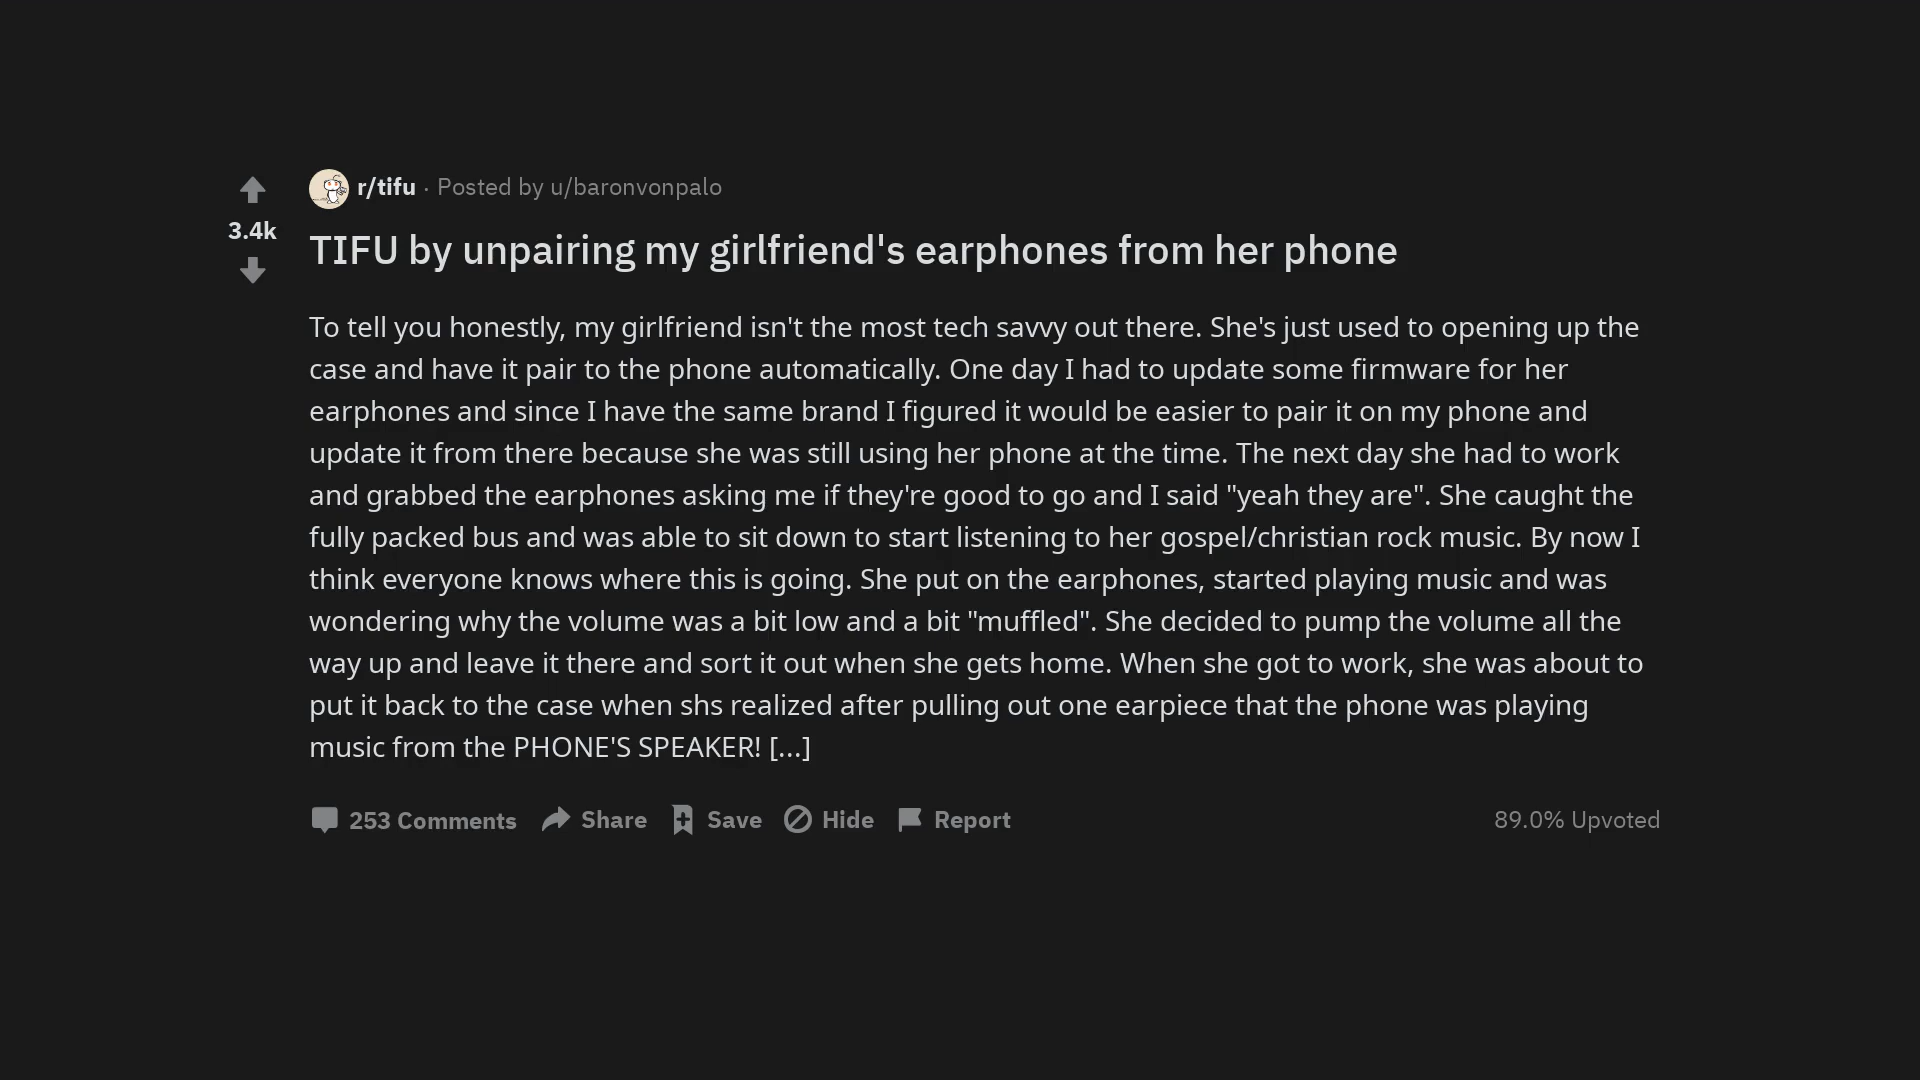 r/tifu · Posted by u/baronvonpalo
3.4k
TIFU by unpairing my girlfriend's earphones from her phone
To tell you honestly, my girlfriend isn't the most tech savvy out there. She's just used to opening up the
case and have it pair to the phone automatically. One day I had to update some firmware for her
earphones and since I have the same brand I figured it would be easier to pair it on my phone and
update it from there because she was still using her phone at the time. The next day she had to work
and grabbed the earphones asking me if they're good to go and I said "yeah they are". She caught the
fully packed bus and was able to sit down to start listening to her gospel/christian rock music. By now I
think everyone knows where this is going. She put on the earphones, started playing music and was
wondering why the volume was a bit low and a bit "muffled". She decided to pump the volume all the
way up and leave it there and sort it out when she gets home. When she got to work, she was about to
put it back to the case when shs realized after pulling out one earpiece that the phone was playing
music from the PHONE'S SPEAKER! [...]
253 Comments Share Save Hide Report 89.0% Upvoted